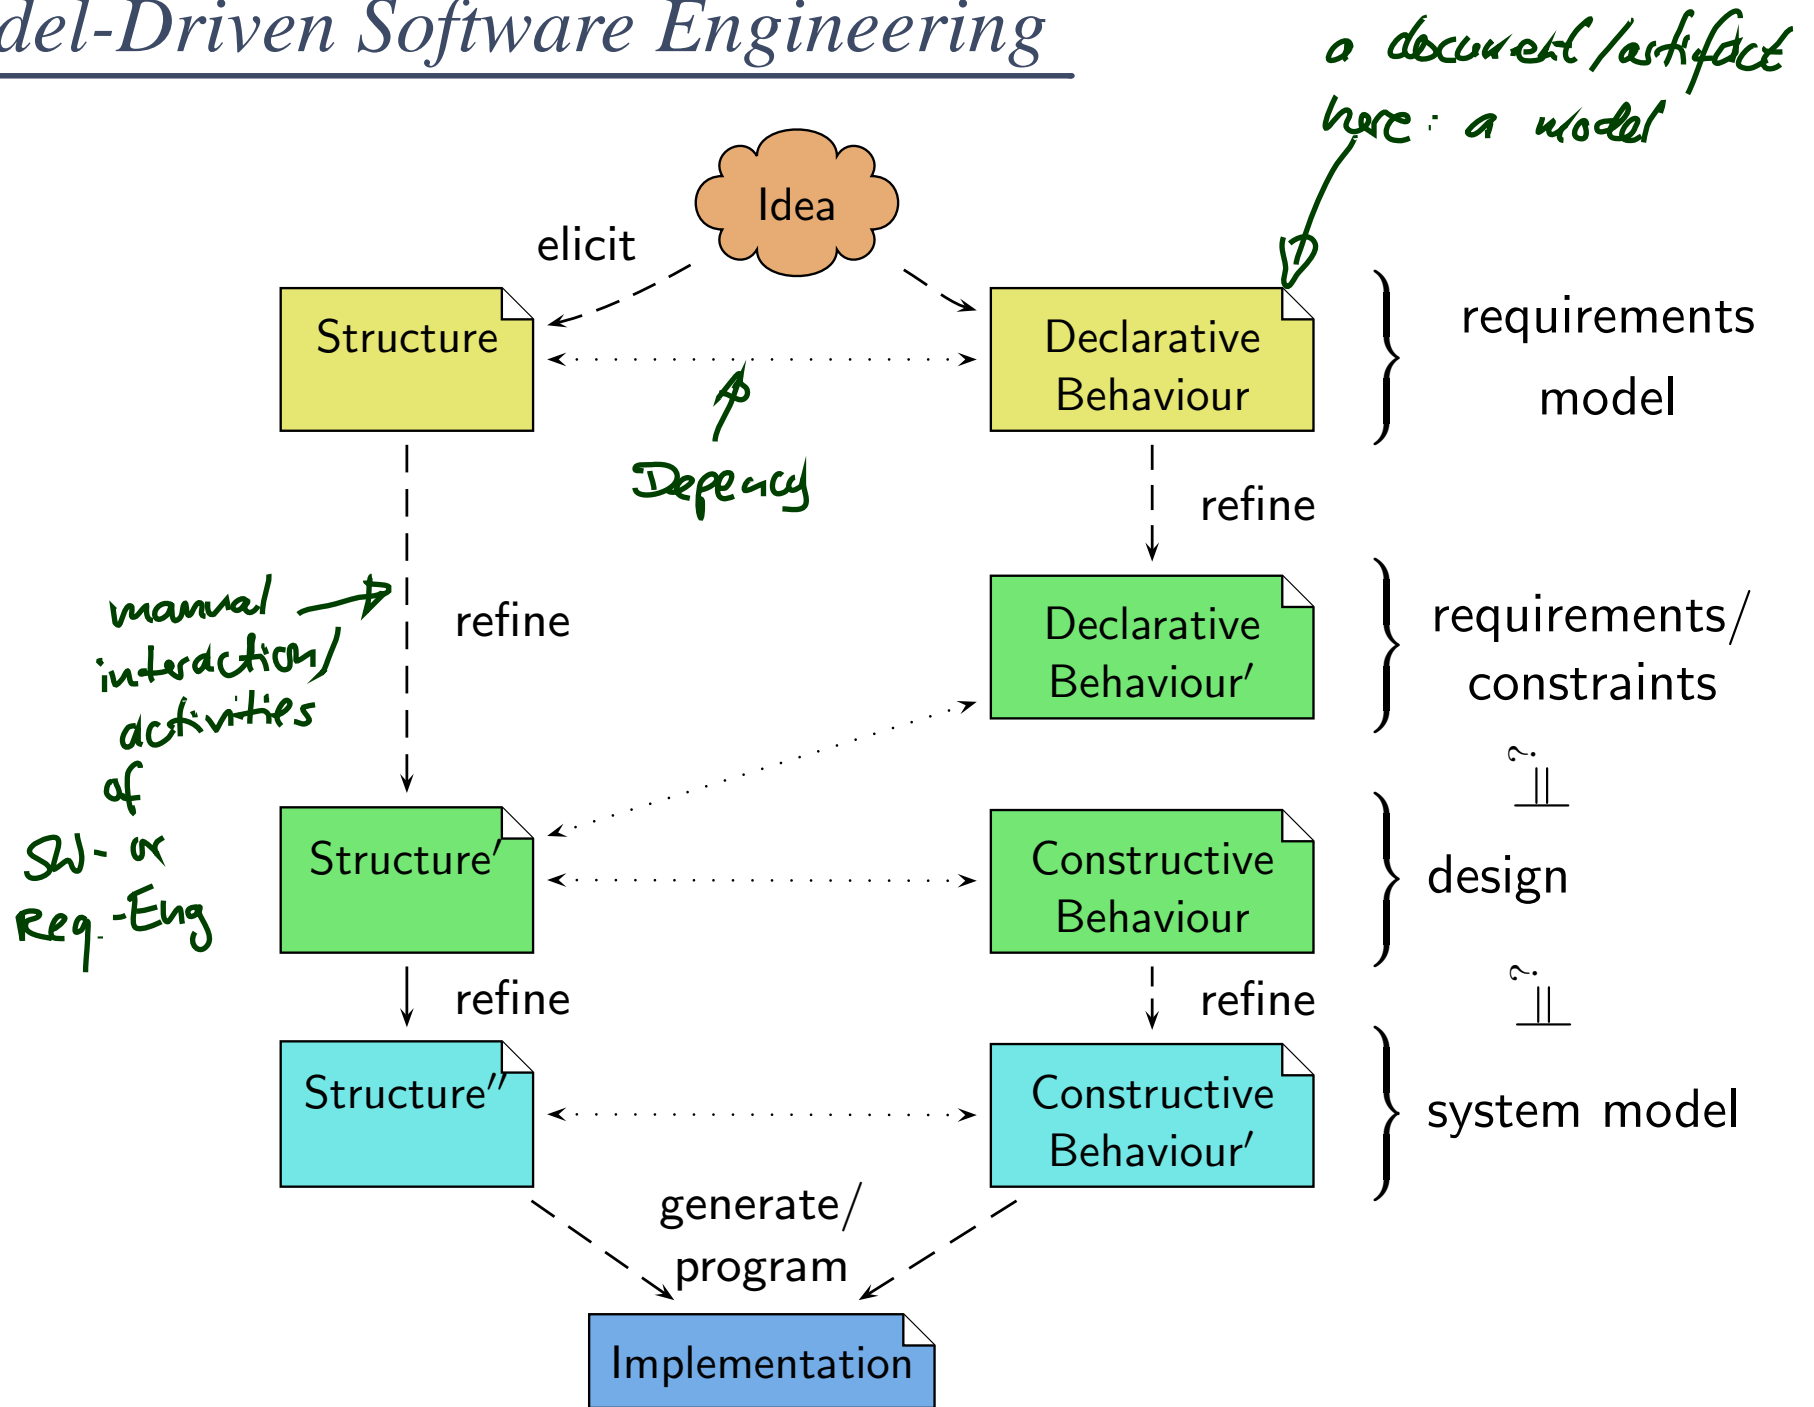 del-Driven Software Engineering
a document/artifact
here: a model
Idea
elicit
Structure
Declarative
Behaviour
requirements
model
Depency
refine
manual
interaction/
activities
of
SW- or
Req.-Eng
refine
Declarative
Behaviour′
requirements/
constraints
?
Structure′
Constructive
Behaviour
design
refine
refine
?
Structure′′
Constructive
Behaviour′
system model
generate/
program
Implementation